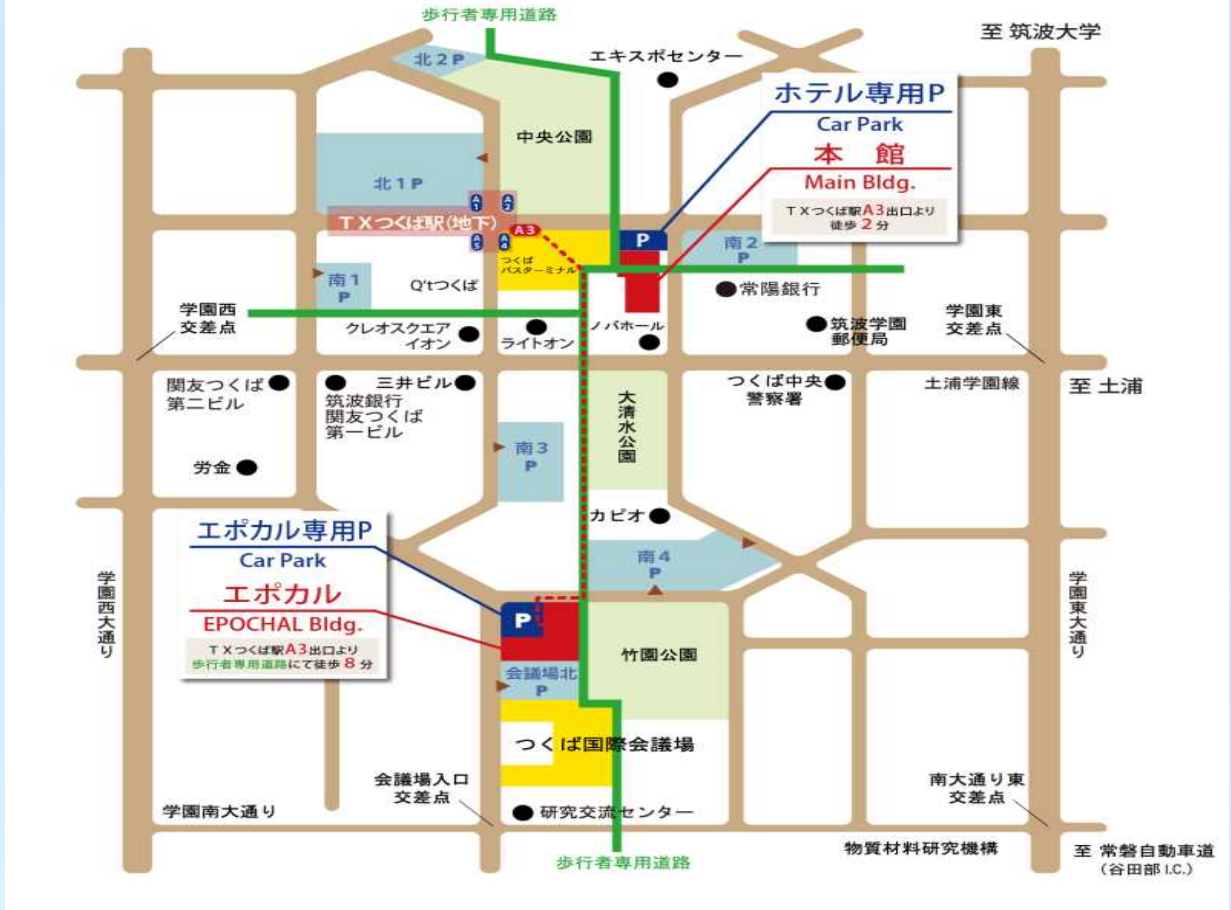 歩行者専用道路
至 筑波大学
北2P
エキスポセンター
ホテル専用P
Car Park
本 館
Main Bldg.
TXつくば駅A3出口より
徒歩2分
中央公園
北1P
A1
A2
TXつくば駅(地下)
A3
A5
A4
P
南2
P
つくば
バスターミナル
南1
P
Q'tつくば
常陽銀行
学園西
交差点
クレオスクエア
イオン
ライトオン
ノバホール
筑波学園
郵便局
学園東
交差点
関友つくば
第二ビル
三井ビル
筑波銀行
関友つくば
第一ビル
つくば中央
警察署
土浦学園線
至 土浦
大清水公園
労金
南3
P
カピオ
エポカル専用P
Car Park
エポカル
EPOCHAL Bldg.
TXつくば駅A3出口より
歩行者専用道路にて徒歩8分
南4
P
学園西大通り
学園東大通り
P
竹園公園
会議場北
P
つくば国際会議場
会議場入口
交差点
南大通り東
交差点
学園南大通り
研究交流センター
物質材料研究機構
至 常磐自動車道
(谷田部I.C.)
歩行者専用道路